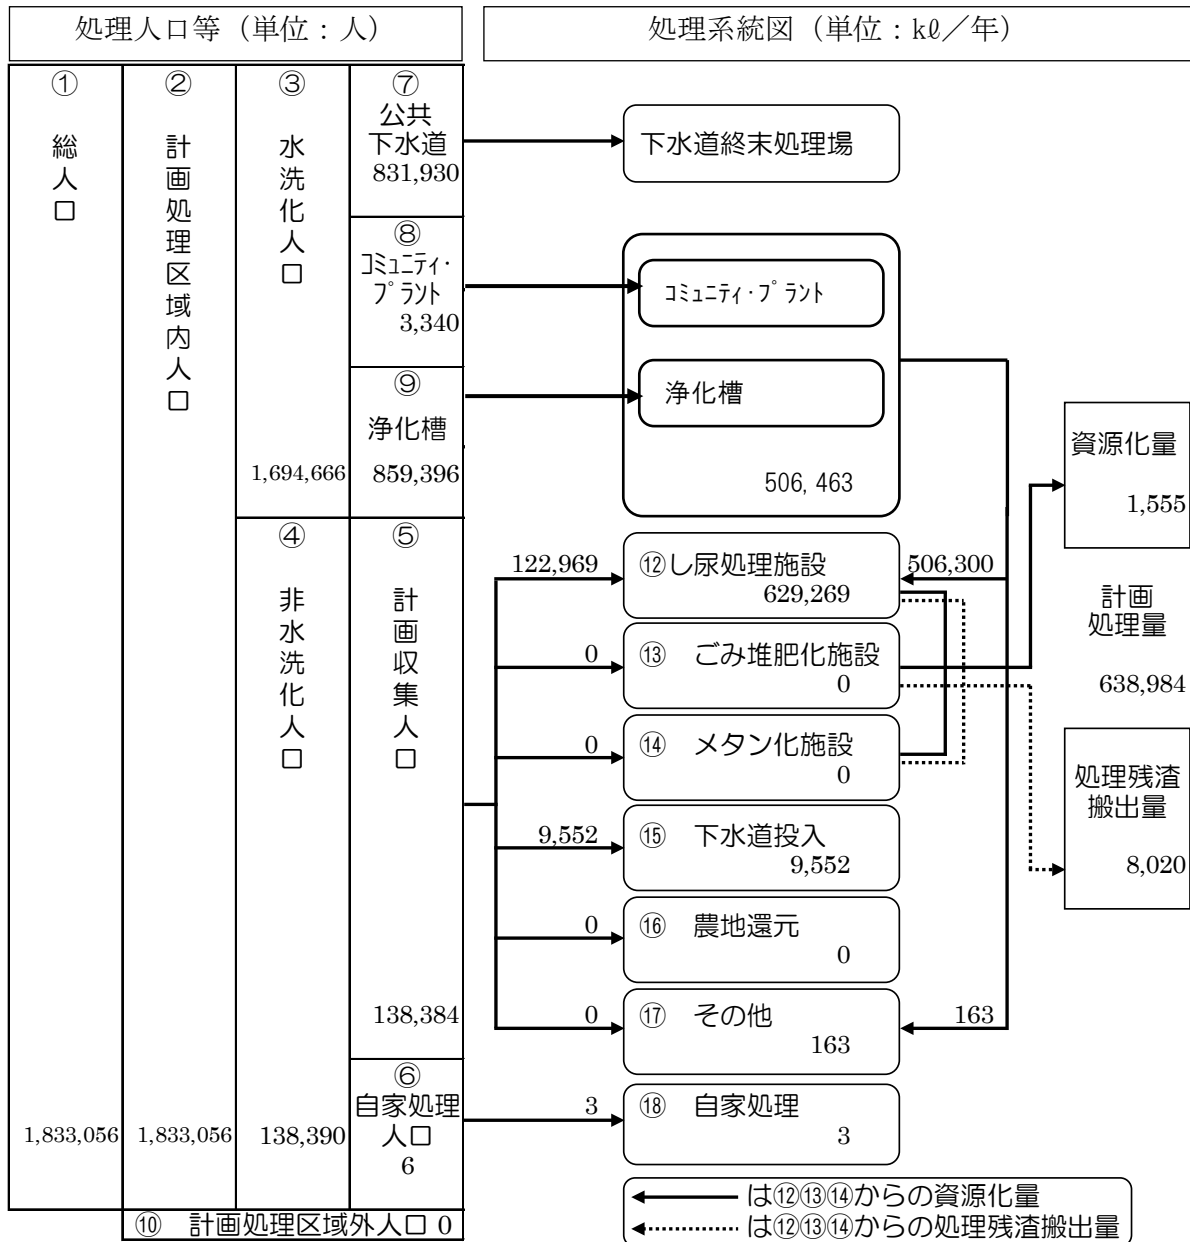 処理人口等（単位：人）
処理系統図（単位：kℓ／年）
①
総人口
1,833,056
②
計画処理区域内人口
1,833,056
③
水洗化人口
1,694,666
④
非水洗化人口
138,390
⑦
公共
下水道
831,930
⑧
ｺﾐｭﾆﾃｨ・
ﾌﾟﾗﾝﾄ
3,340
⑨
浄化槽
859,396
⑤
計画収集人口
138,384
⑥
自家処理
人口
6
⑩ 計画処理区域外人口 0
下水道終末処理場
ｺﾐｭﾆﾃｨ・ﾌﾟﾗﾝﾄ
浄化槽
506,463
122,969
⑫し尿処理施設
629,269
506,300
0
⑬ ごみ堆肥化施設
0
0
⑭ メタン化施設
0
9,552
⑮ 下水道投入
9,552
0
⑯ 農地還元
0
0
⑰ その他
163
163
3
⑱ 自家処理
3
資源化量
1,555
計画
処理量
638,984
処理残渣
搬出量
8,020
は⑫⑬⑭からの資源化量
は⑫⑬⑭からの処理残渣搬出量